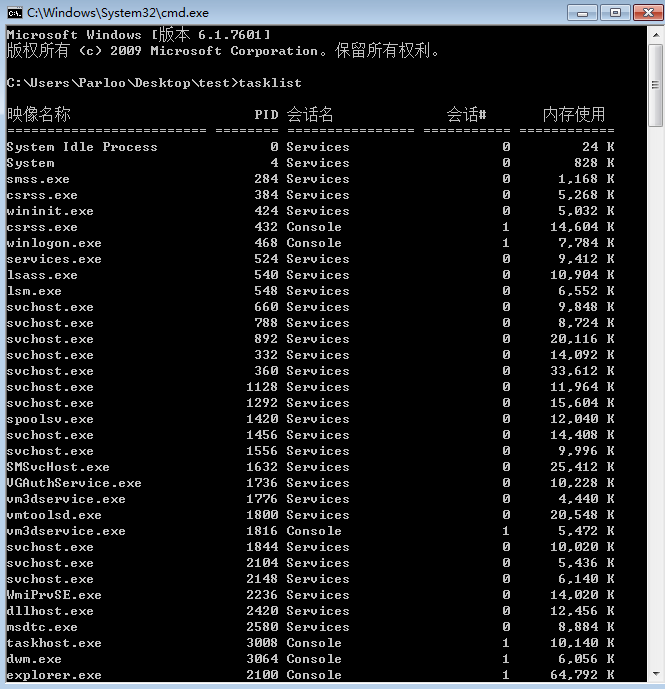 C:\Windows\System32\cmd.exe
Microsoft Windows [版本 6.1.7601]
版权所有 (c) 2009 Microsoft Corporation。保留所有权利。
C:\Users\Parloo\Desktop\test>tasklist
映像名称                       PID 会话名              会话#       内存使用
========================= ======== ================ =========== ============
System Idle Process              0 Services                   0         24 K
System                           4 Services                   0        828 K
smss.exe                       284 Services                   0      1,168 K
csrss.exe                      384 Services                   0      5,268 K
wininit.exe                    424 Services                   0      5,032 K
csrss.exe                      432 Console                    1     14,604 K
winlogon.exe                   468 Console                    1      7,784 K
services.exe                   524 Services                   0      9,412 K
lsass.exe                      540 Services                   0     10,904 K
lsm.exe                        548 Services                   0      6,552 K
svchost.exe                    660 Services                   0      9,848 K
svchost.exe                    788 Services                   0      8,724 K
svchost.exe                    892 Services                   0     20,116 K
svchost.exe                    332 Services                   0     14,092 K
svchost.exe                    360 Services                   0     33,612 K
svchost.exe                   1128 Services                   0     11,964 K
svchost.exe                   1292 Services                   0     15,604 K
spoolsv.exe                   1420 Services                   0     12,040 K
svchost.exe                   1456 Services                   0     14,408 K
svchost.exe                   1556 Services                   0      9,996 K
SMSvcHost.exe                 1632 Services                   0     25,412 K
VGAuthService.exe             1736 Services                   0     10,228 K
vm3dservice.exe               1776 Services                   0      4,440 K
vmtoolsd.exe                  1800 Services                   0     20,548 K
vm3dservice.exe               1816 Console                    1      5,472 K
svchost.exe                   1844 Services                   0     10,020 K
svchost.exe                   2104 Services                   0      5,436 K
svchost.exe                   2148 Services                   0      6,140 K
WmiPrvSE.exe                  2236 Services                   0     14,020 K
dllhost.exe                   2420 Services                   0     12,456 K
msdtc.exe                     2580 Services                   0      8,884 K
taskhost.exe                  3008 Console                    1     10,140 K
dwm.exe                       3064 Console                    1      6,056 K
explorer.exe                  2100 Console                    1     64,792 K